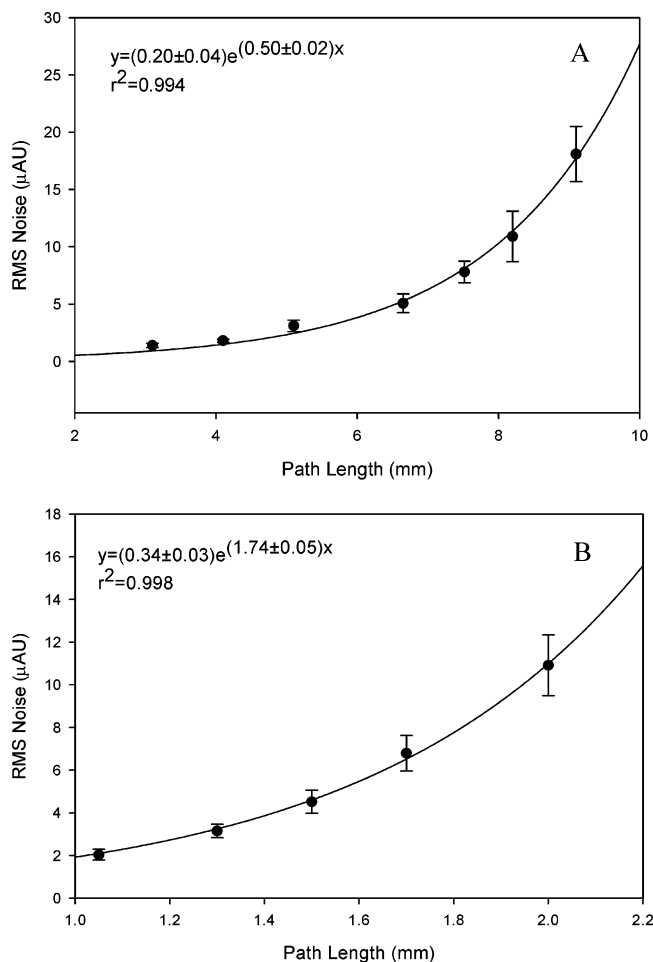 30
y=(0.20±0.04)e(0.50±0.02)x
A
r2=0.994
25
20
15
10
5
0
RMS Noise (μAU)
2 4 6 8 10
Path Length (mm)
18
y=(0.34±0.03)e(1.74±0.05)x
B
r2=0.998
16
14
12
10
8
6
4
2
0
RMS Noise (μAU)
1.0 1.2 1.4 1.6 1.8 2.0 2.2
Path Length (mm)